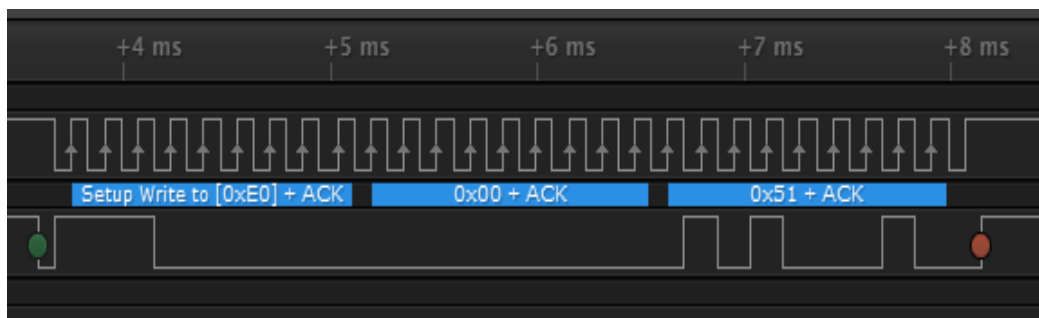 +4 ms +5 ms +6 ms +7 ms +8 ms
Setup Write to [0xE0] + ACK 0x00 + ACK 0x51 + ACK